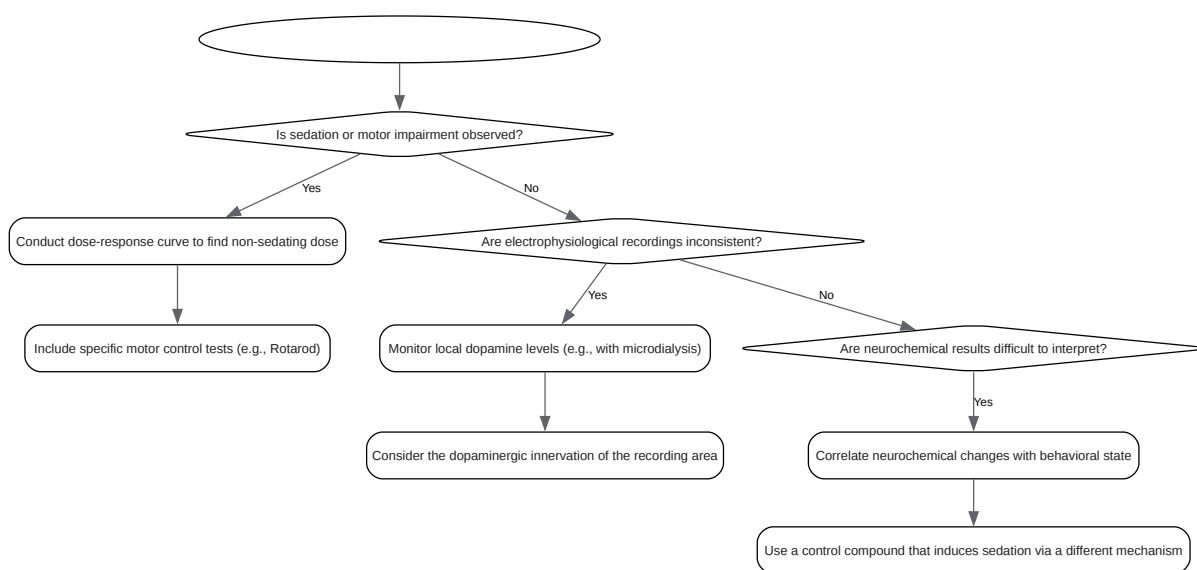 Is sedation or motor impairment observed?
Yes
No
Conduct dose-response curve to find non-sedating dose
Are electrophysiological recordings inconsistent?
Yes
No
Include specific motor control tests (e.g., Rotarod)
Monitor local dopamine levels (e.g., with microdialysis)
Are neurochemical results difficult to interpret?
Yes
Consider the dopaminergic innervation of the recording area
Correlate neurochemical changes with behavioral state
Use a control compound that induces sedation via a different mechanism